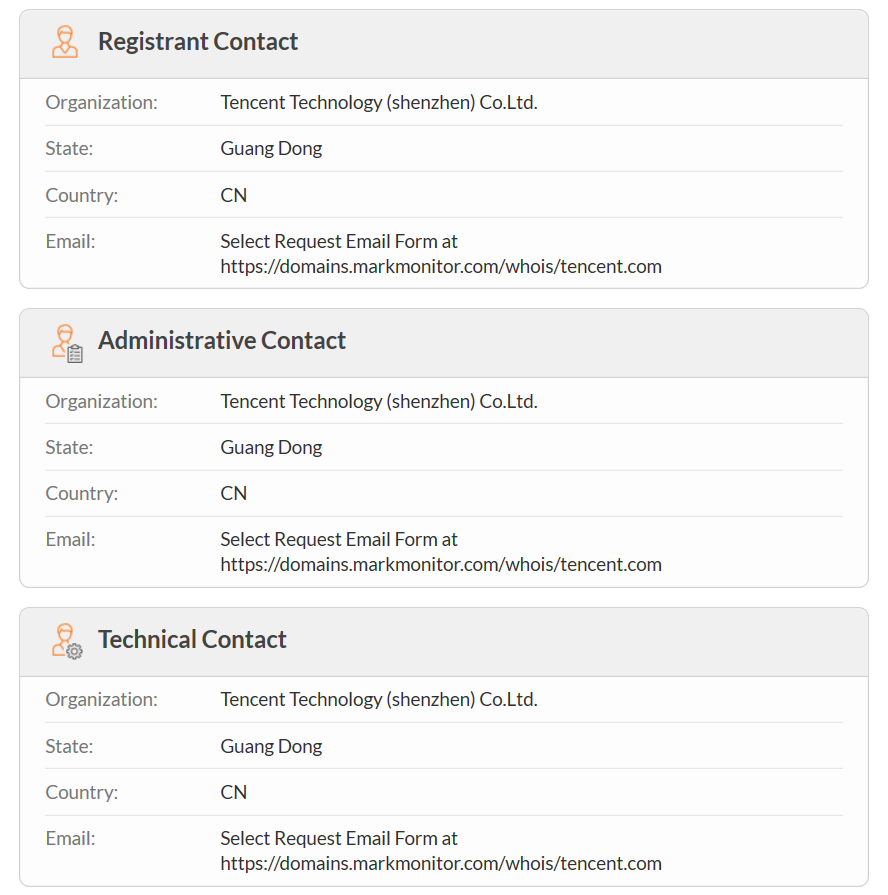 Registrant Contact
Organization: Tencent Technology (shenzhen) Co.Ltd.
State: Guang Dong
Country: CN
Email: Select Request Email Form at
https://domains.markmonitor.com/whois/tencent.com
Administrative Contact
Organization: Tencent Technology (shenzhen) Co.Ltd.
State: Guang Dong
Country: CN
Email: Select Request Email Form at
https://domains.markmonitor.com/whois/tencent.com
Technical Contact
Organization: Tencent Technology (shenzhen) Co.Ltd.
State: Guang Dong
Country: CN
Email: Select Request Email Form at
https://domains.markmonitor.com/whois/tencent.com